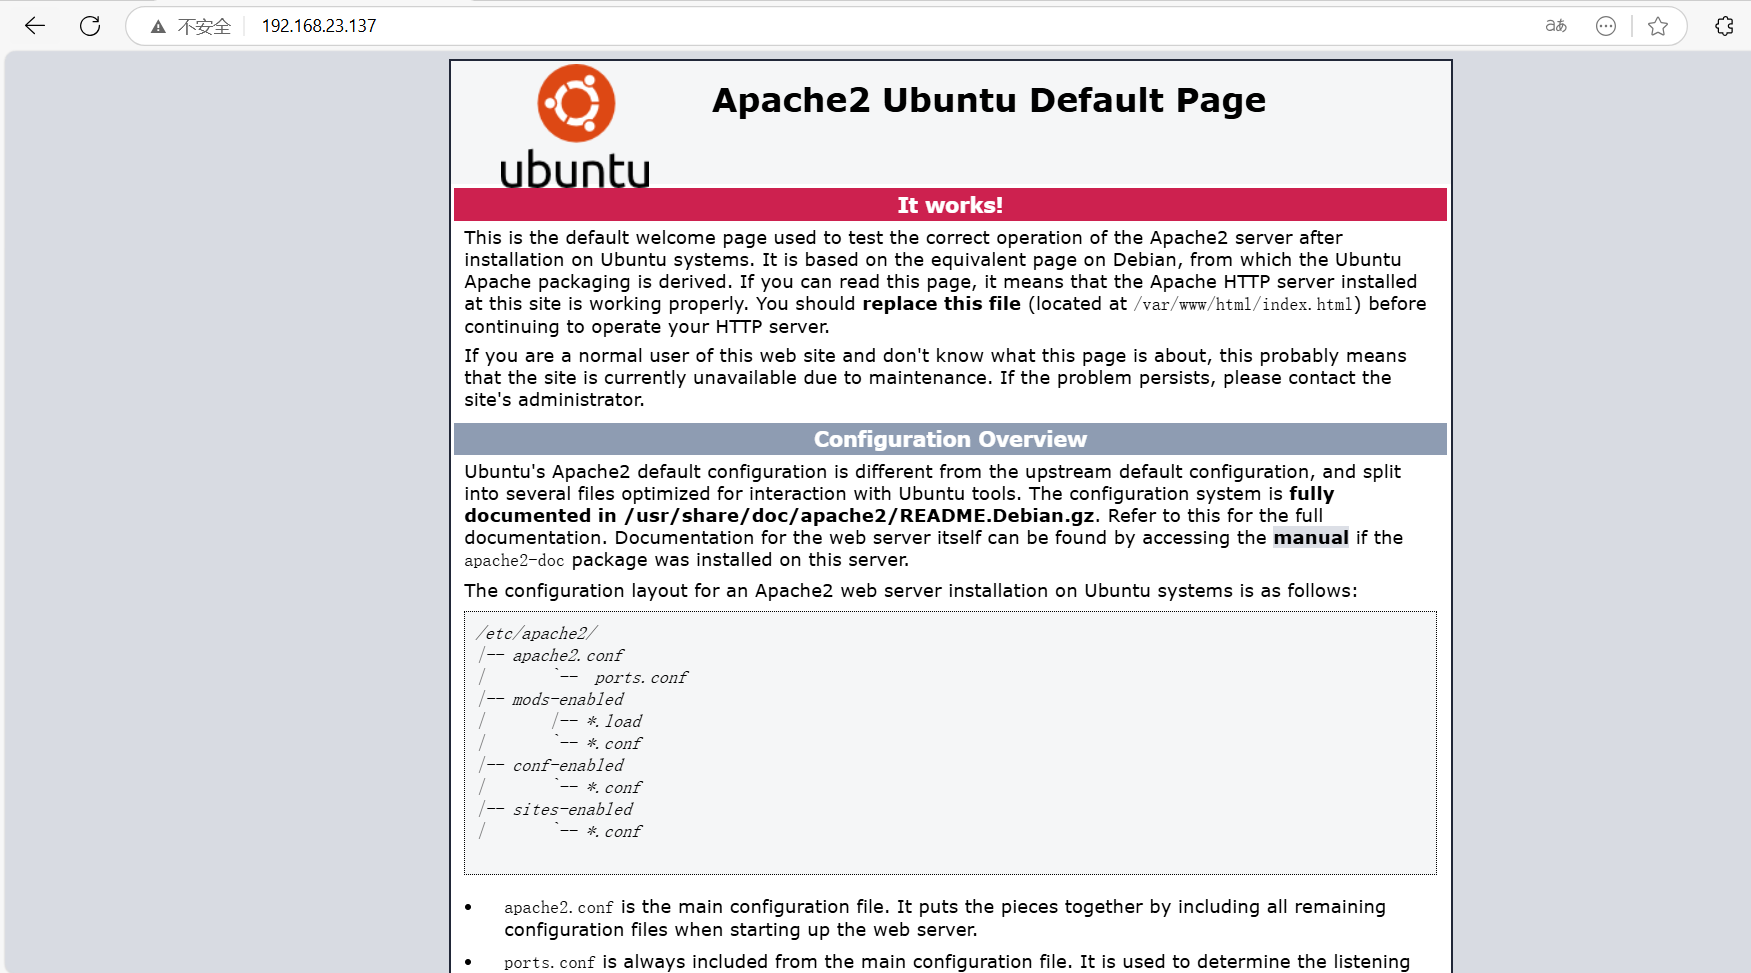 不安全 192.168.23.137 aあ
ubuntu
Apache2 Ubuntu Default Page
It works!
This is the default welcome page used to test the correct operation of the Apache2 server after
installation on Ubuntu systems. It is based on the equivalent page on Debian, from which the Ubuntu
Apache packaging is derived. If you can read this page, it means that the Apache HTTP server installed
at this site is working properly. You should replace this file (located at /var/www/html/index.html) before
continuing to operate your HTTP server.
If you are a normal user of this web site and don't know what this page is about, this probably means
that the site is currently unavailable due to maintenance. If the problem persists, please contact the
site's administrator.
Configuration Overview
Ubuntu's Apache2 default configuration is different from the upstream default configuration, and split
into several files optimized for interaction with Ubuntu tools. The configuration system is fully
documented in /usr/share/doc/apache2/README.Debian.gz. Refer to this for the full
documentation. Documentation for the web server itself can be found by accessing the manual if the
apache2-doc package was installed on this server.
The configuration layout for an Apache2 web server installation on Ubuntu systems is as follows:
/etc/apache2/
|-- apache2.conf
|       `--  ports.conf
|-- mods-enabled
|       |-- *.load
|       `-- *.conf
|-- conf-enabled
|       `-- *.conf
|-- sites-enabled
|       `-- *.conf
• apache2.conf is the main configuration file. It puts the pieces together by including all remaining
configuration files when starting up the web server.
• ports.conf is always included from the main configuration file. It is used to determine the listening